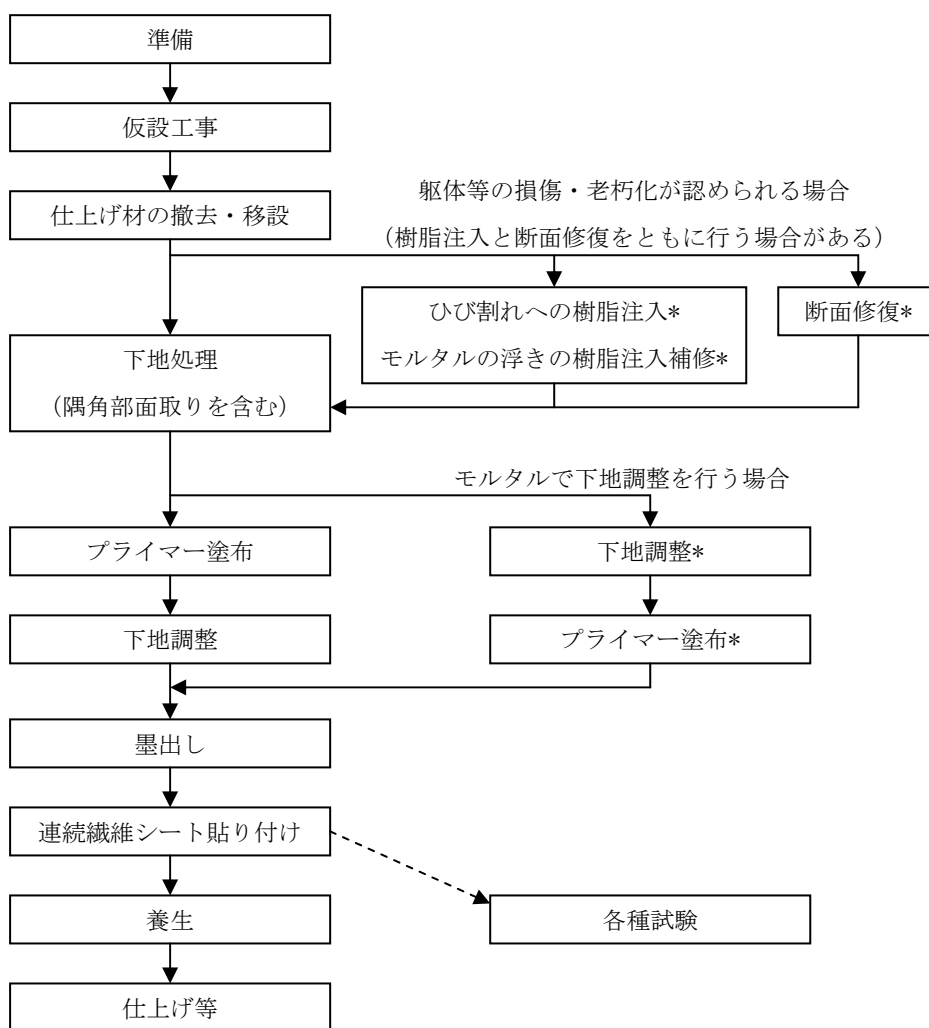 準備
仮設工事
仕上げ材の撤去・移設
躯体等の損傷・老朽化が認められる場合
（樹脂注入と断面修復をともに行う場合がある）
ひび割れへの樹脂注入*
モルタルの浮きの樹脂注入補修*
断面修復*
下地処理
（隅角部面取りを含む）
モルタルで下地調整を行う場合
プライマー塗布
下地調整*
下地調整
プライマー塗布*
墨出し
連続繊維シート貼り付け
養生
各種試験
仕上げ等